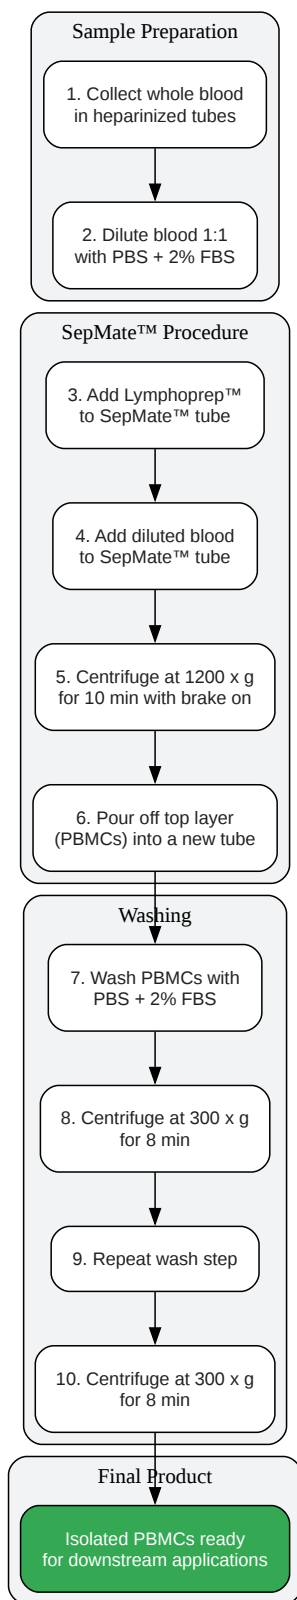 Sample Preparation
1. Collect whole blood
in heparinized tubes
2. Dilute blood 1:1
with PBS + 2% FBS
SepMate™ Procedure
3. Add Lymphoprep™
to SepMate™ tube
4. Add diluted blood
to SepMate™ tube
5. Centrifuge at 1200 x g
for 10 min with brake on
6. Pour off top layer
(PBMCs) into a new tube
Washing
7. Wash PBMCs with
PBS + 2% FBS
8. Centrifuge at 300 x g
for 8 min
9. Repeat wash step
10. Centrifuge at 300 x g
for 8 min
Final Product
Isolated PBMCs ready
for downstream applications